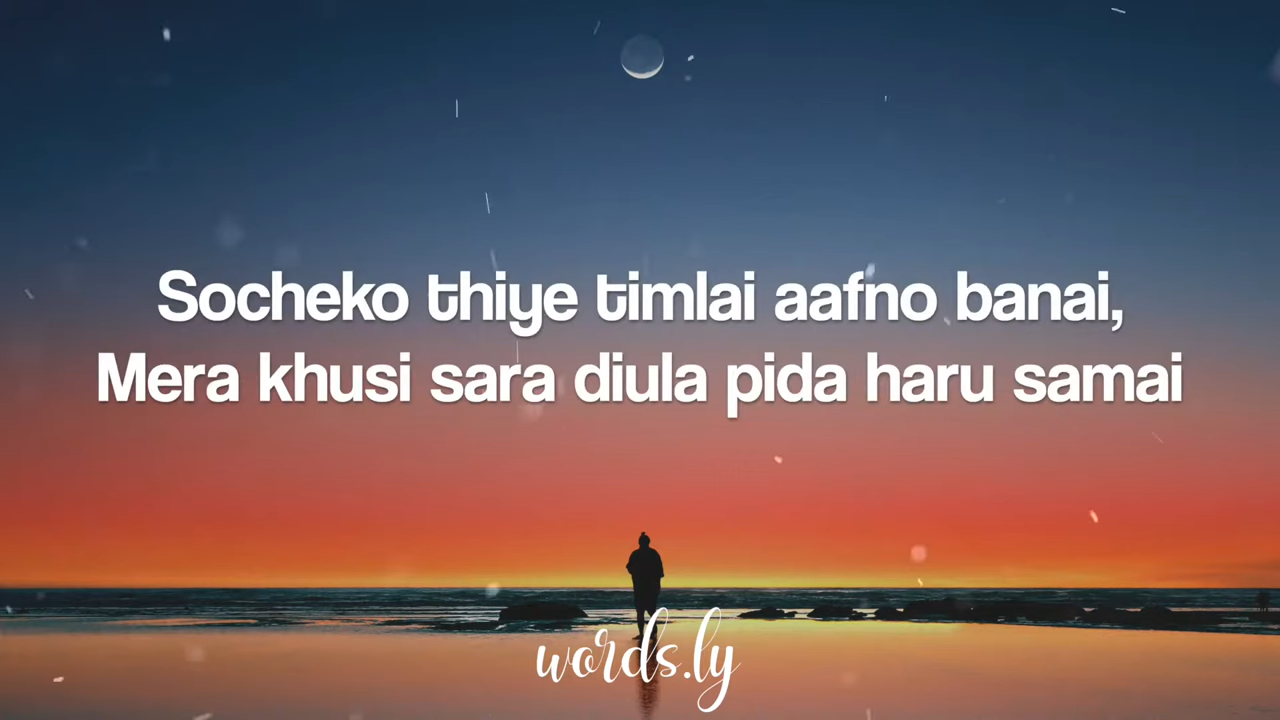 Socheko thiye timlai aafno banai,
Mera khusi sara diula pida haru samai
words.ly